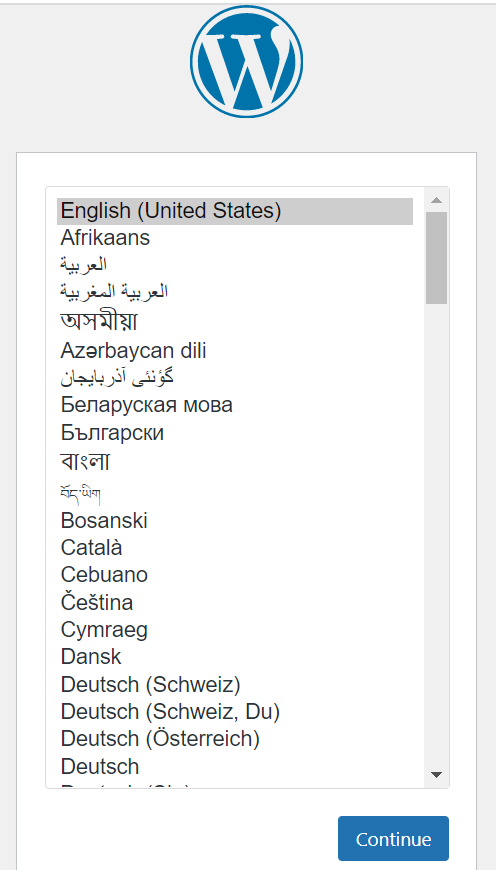 English (United States)
Afrikaans
العربية
العربية المغربية
অসমীয়া
Azərbaycan dili
گؤنئی آذربایجان
Беларуская мова
Български
বাংলা
བོད་ཡིག
Bosanski
Català
Cebuano
Čeština
Cymraeg
Dansk
Deutsch (Schweiz)
Deutsch (Schweiz, Du)
Deutsch (Österreich)
Deutsch
Continue